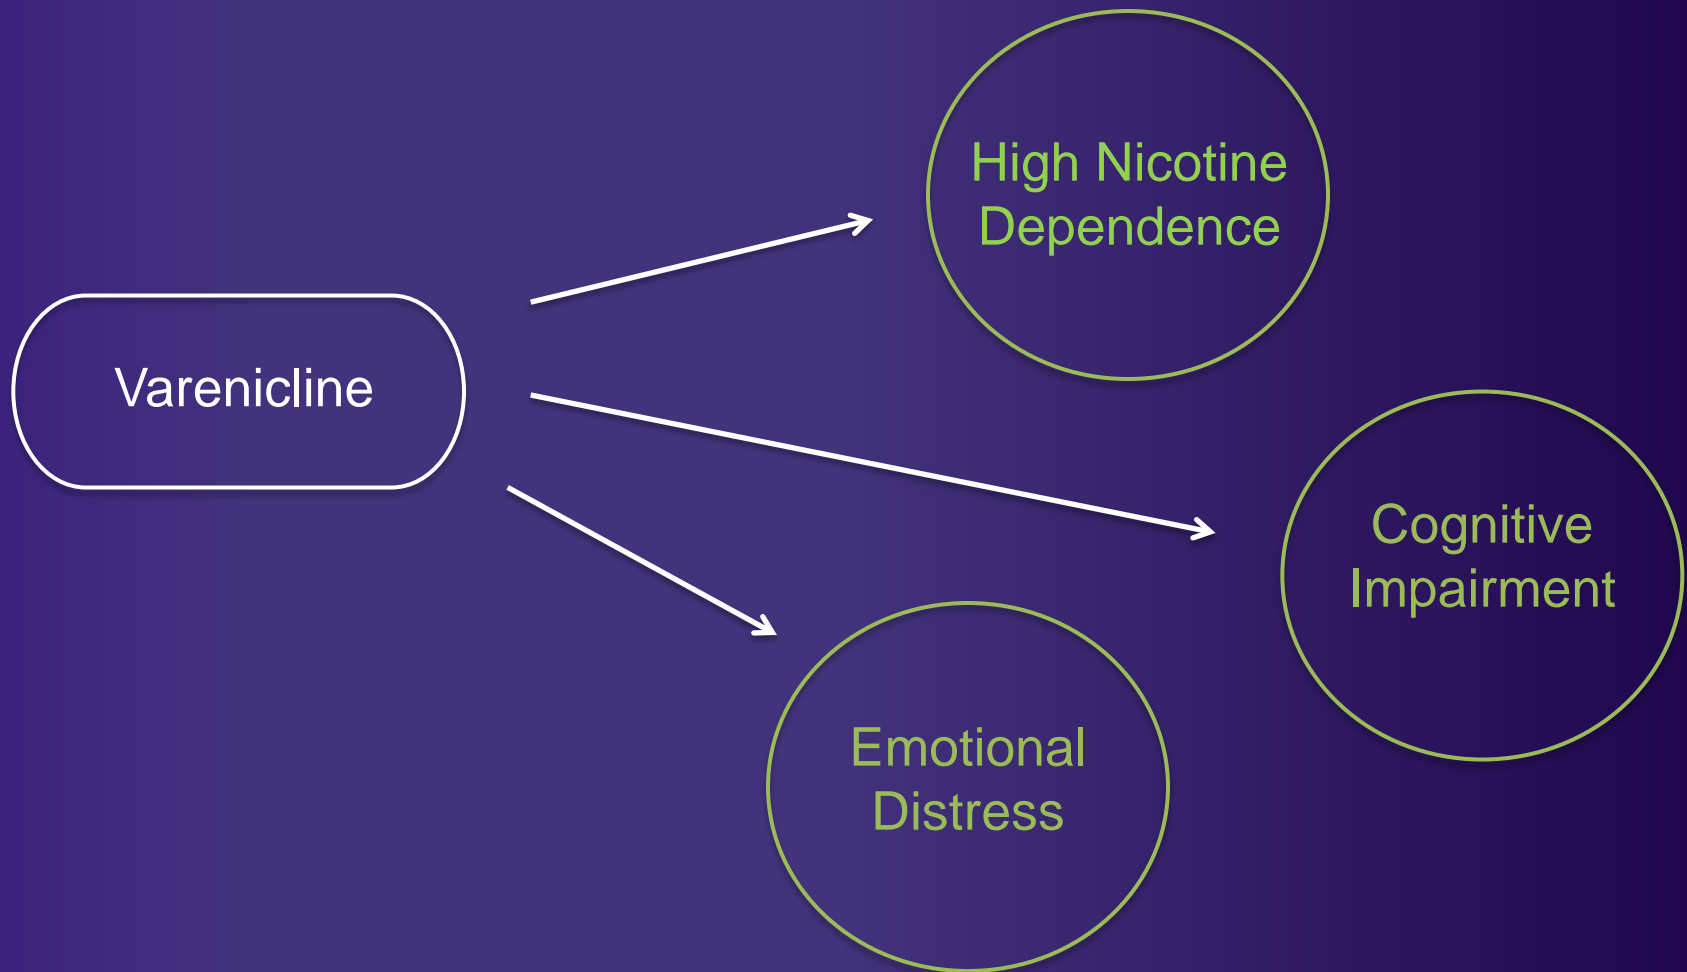 High Nicotine
Dependence
Varenicline
Cognitive
Impairment
Emotional
Distress